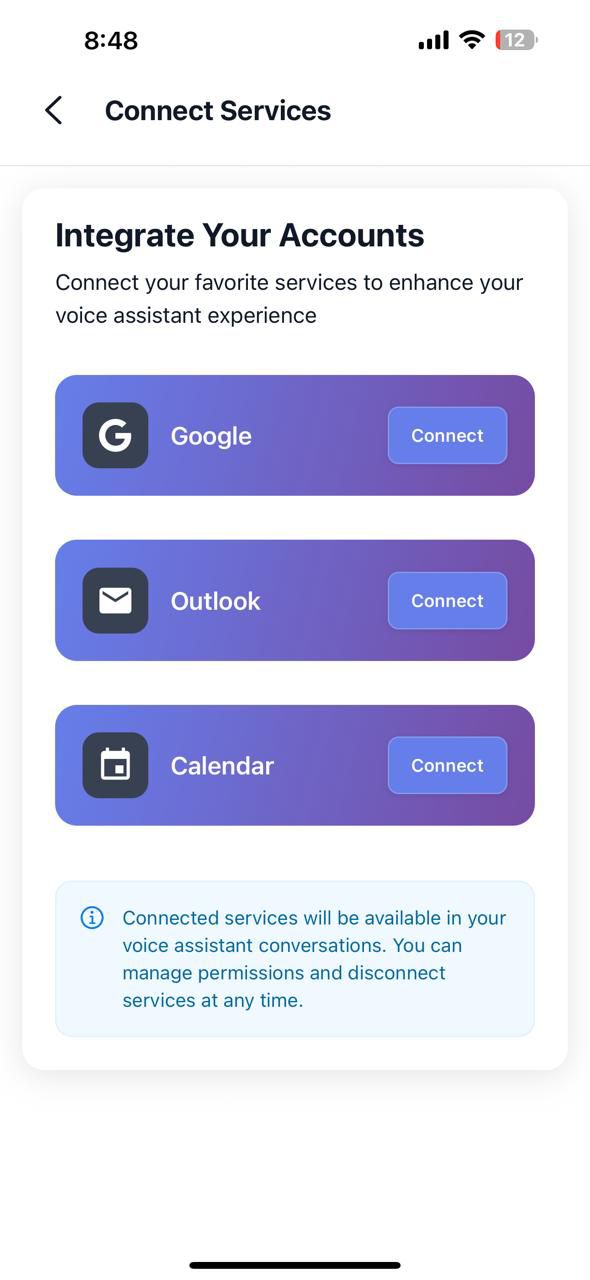 8:48
12
Connect Services
Integrate Your Accounts
Connect your favorite services to enhance your
voice assistant experience
G
Google
Connect
Outlook
Connect
Calendar
Connect
Connected services will be available in your
voice assistant conversations. You can
manage permissions and disconnect
services at any time.